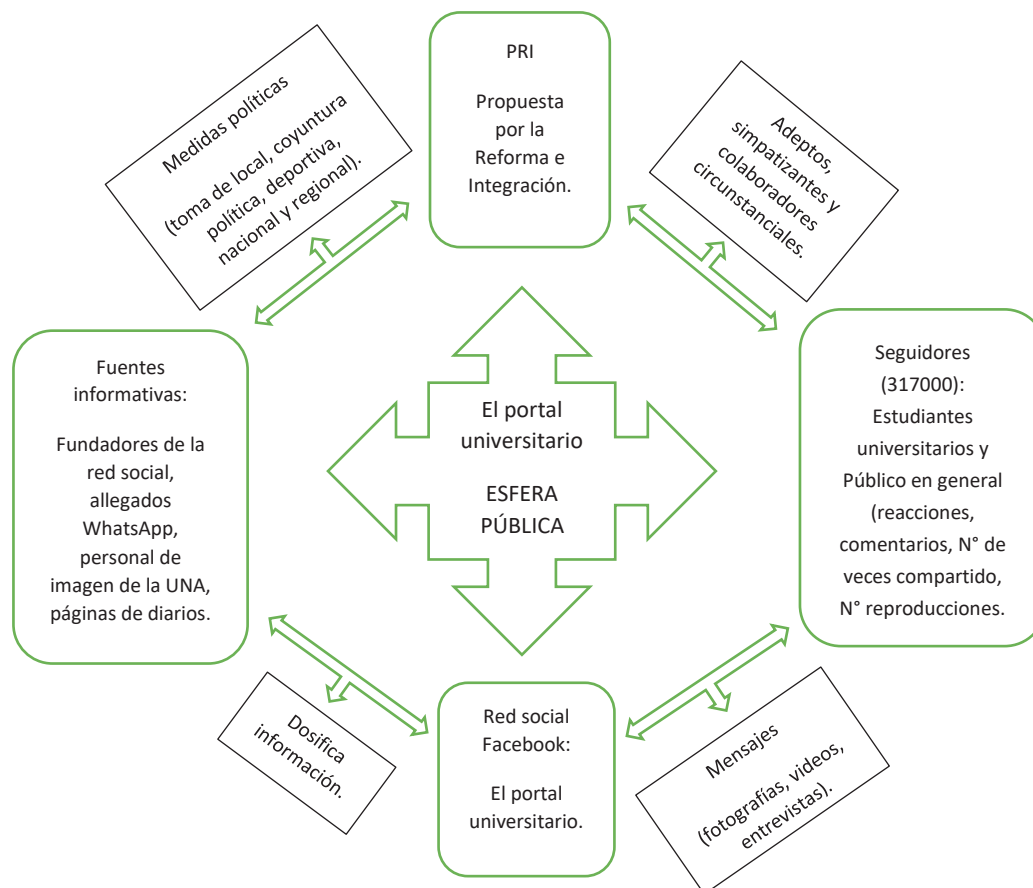 PRI
Propuesta
por la
Reforma e
Integración.
Medidas políticas
(toma de local, coyuntura
política, deportiva,
nacional y regional).
Adeptos,
simpatizantes y
colaboradores
circunstanciales.
Fuentes
informativas:
Fundadores de la
red social,
allegados
WhatsApp,
personal de
imagen de la UNA,
páginas de diarios.
El portal
universitario
ESFERA
PÚBLICA
Seguidores
(317000):
Estudiantes
universitarios y
Público en general
(reacciones,
comentarios, N° de
veces compartido,
N° reproducciones.
Dosifica
información.
Red social
Facebook:
El portal
universitario.
Mensajes
(fotografías, videos,
entrevistas).